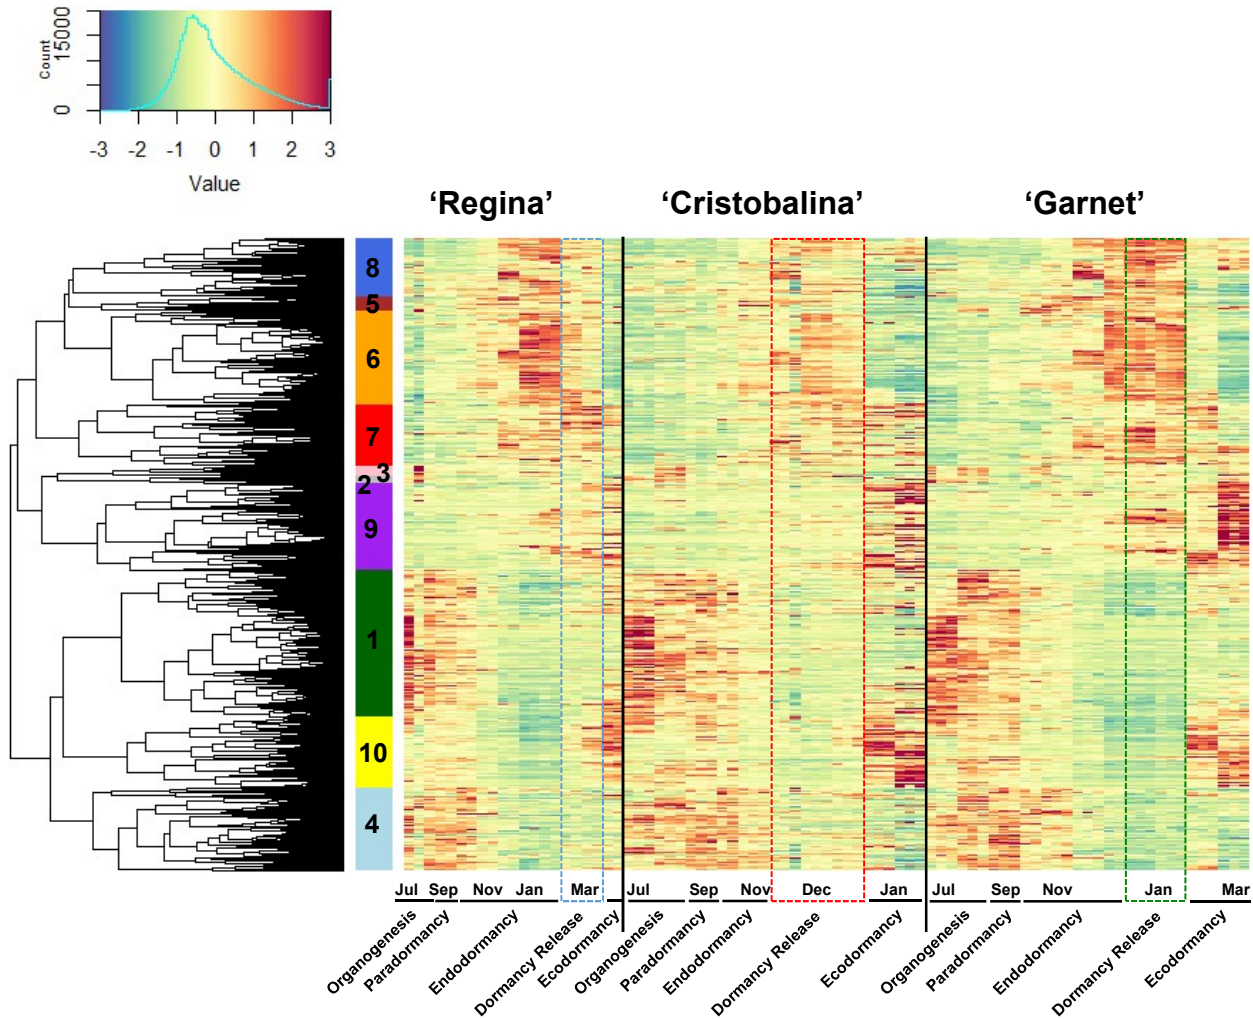 Count
15000
0
-3 -2 -1 0 1 2 3
Value
‘Regina’ ‘Cristobalina’ ‘Garnet’
8
5
6
7
3
2
9
1
10
4
Jul Sep Nov Jan Mar Jul Sep Nov Dec Jan Jul Sep Nov Jan Mar
Organogenesis
Paradormancy
Endodormancy
Dormancy Release
Ecodormancy
Organogenesis
Paradormancy
Endodormancy
Dormancy Release
Ecodormancy
Organogenesis
Paradormancy
Endodormancy
Dormancy Release
Ecodormancy